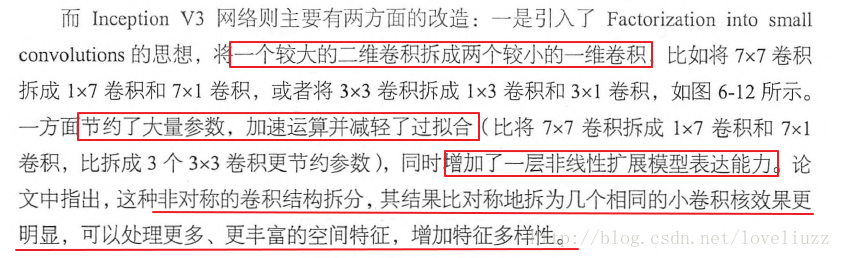 而 Inception V3 网络则主要有两方面的改造：一是引入了 Factorization into small
convolutions 的思想，将一个较大的二维卷积拆成两个较小的一维卷积，比如将 7×7 卷积
拆成 1×7 卷积和 7×1 卷积，或者将 3×3 卷积拆成 1×3 卷积和 3×1 卷积，如图 6-12 所示。
一方面节约了大量参数，加速运算并减轻了过拟合（比将 7×7 卷积拆成 1×7 卷积和 7×1
卷积，比拆成 3 个 3×3 卷积更节约参数），同时增加了一层非线性扩展模型表达能力。论
文中指出，这种非对称的卷积结构拆分，其结果比对称地拆为几个相同的小卷积核效果更
明显，可以处理更多、更丰富的空间特征，增加特征多样性。
http://blog.csdn.net/loveliuzz